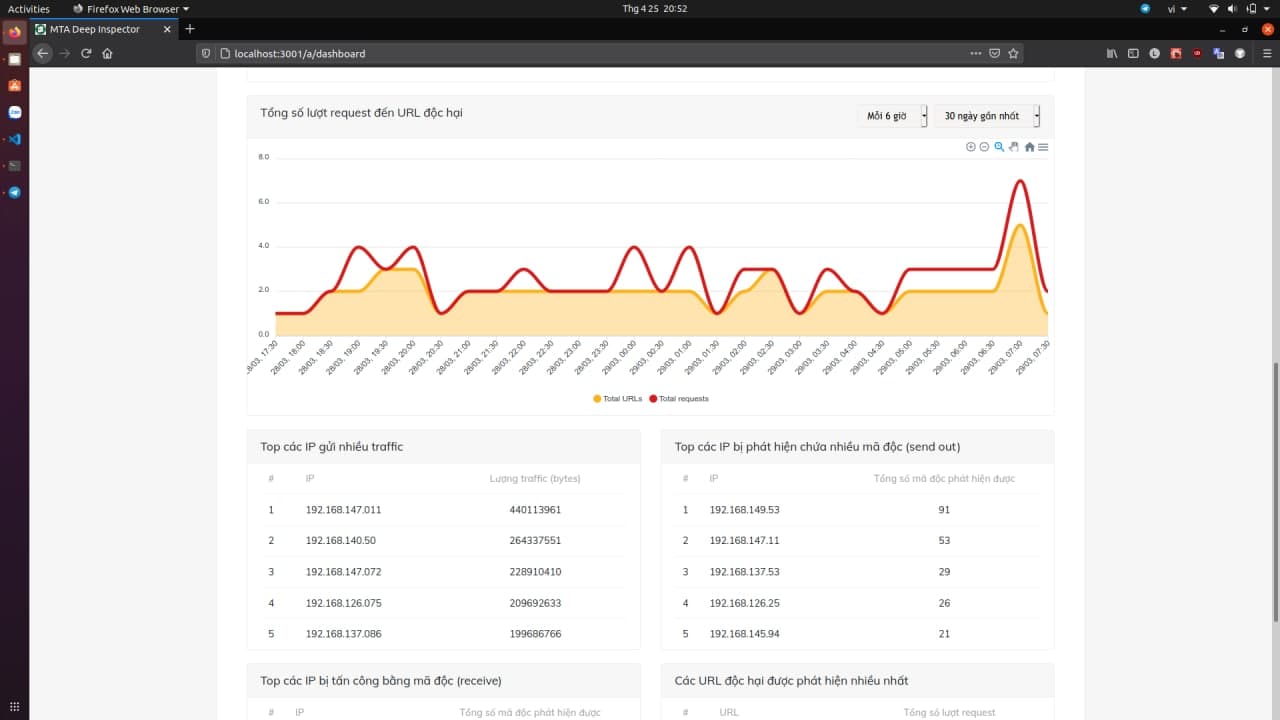 Activities
Firefox Web Browser
Thg 4 25 20:52
vi
MTA Deep Inspector
localhost:3001/a/dashboard
Tổng số lượt request đến URL độc hại
Mỗi 6 giờ
30 ngày gần nhất
8.0
6.0
4.0
2.0
0.0
28/03, 18:00
28/03, 18:30
28/03, 19:00
28/03, 19:30
28/03, 20:00
28/03, 20:30
28/03, 21:00
28/03, 21:30
28/03, 22:00
28/03, 22:30
28/03, 23:00
28/03, 23:30
29/03, 00:00
29/03, 00:30
29/03, 01:00
29/03, 01:30
29/03, 02:00
29/03, 02:30
29/03, 03:00
29/03, 03:30
29/03, 04:00
29/03, 04:30
29/03, 05:00
29/03, 05:30
29/03, 06:00
29/03, 06:30
29/03, 07:00
29/03, 07:30
Total URLs
Total requests
Top các IP gửi nhiều traffic
# IP Lượng traffic (bytes)
1 192.168.147.011 440113961
2 192.168.140.50 264337551
3 192.168.147.072 228910410
4 192.168.126.075 209692633
5 192.168.137.086 199686766
Top các IP bị phát hiện chứa nhiều mã độc (send out)
# IP Tổng số mã độc phát hiện được
1 192.168.149.53 91
2 192.168.147.11 53
3 192.168.137.53 29
4 192.168.126.25 26
5 192.168.145.94 21
Top các IP bị tấn công bằng mã độc (receive)
# IP Tổng số mã độc phát hiện được
Các URL độc hại được phát hiện nhiều nhất
# URL Tổng số lượt request